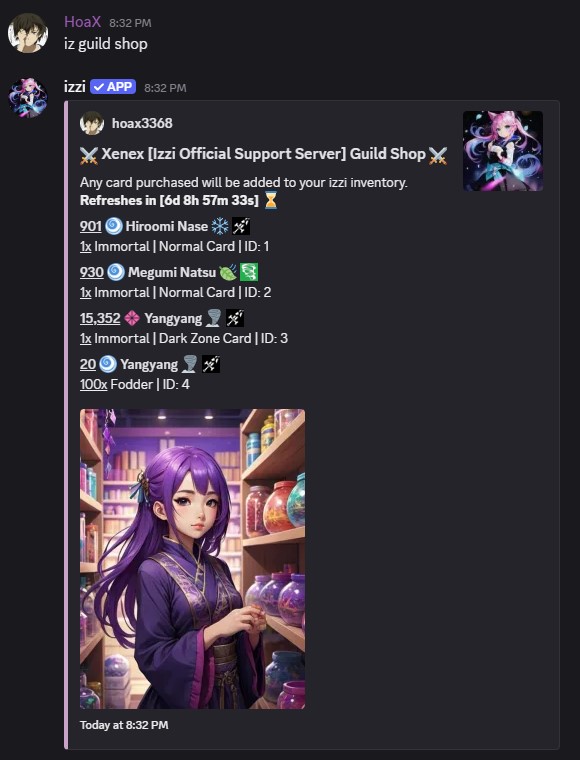 HoaX 8:32 PM
iz guild shop
izzi ✓ APP 8:32 PM
hoax3368
⚔️ Xenex [Izzi Official Support Server] Guild Shop ⚔️
Any card purchased will be added to your izzi inventory.
Refreshes in [6d 8h 57m 33s] ⏳
901 🌀 Hiroomi Nase ❄️
1x Immortal | Normal Card | ID: 1
930 🌀 Megumi Natsu 🍃
1x Immortal | Normal Card | ID: 2
15,352 Yangyang 🌪️
1x Immortal | Dark Zone Card | ID: 3
20 🌀 Yangyang 🌪️
100x Fodder | ID: 4
Today at 8:32 PM